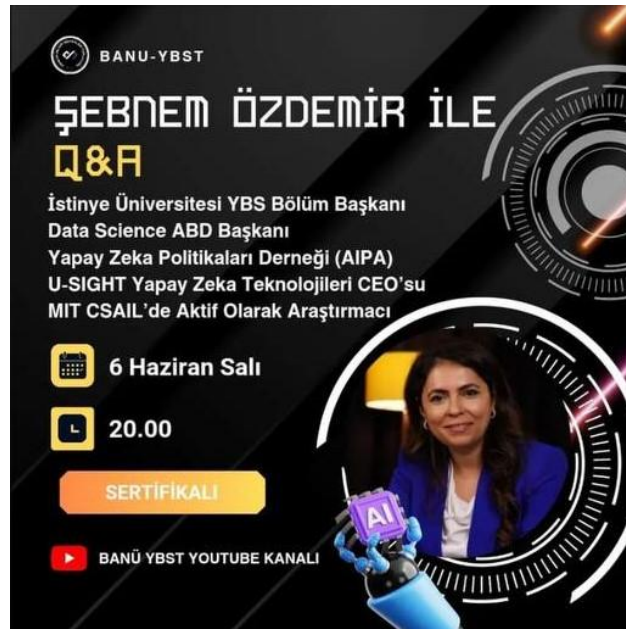 BANU-YBST
ŞEBNEM ÖZDEMİR İLE
Q&A
İstinye Üniversitesi YBS Bölüm Başkanı
Data Science ABD Başkanı
Yapay Zeka Politikaları Derneği (AIPA)
U-SIGHT Yapay Zeka Teknolojileri CEO'su
MIT CSAIL'de Aktif Olarak Araştırmacı
6 Haziran Salı
20.00
SERTİFİKALI
AI
BANÜ YBST YOUTUBE KANALI